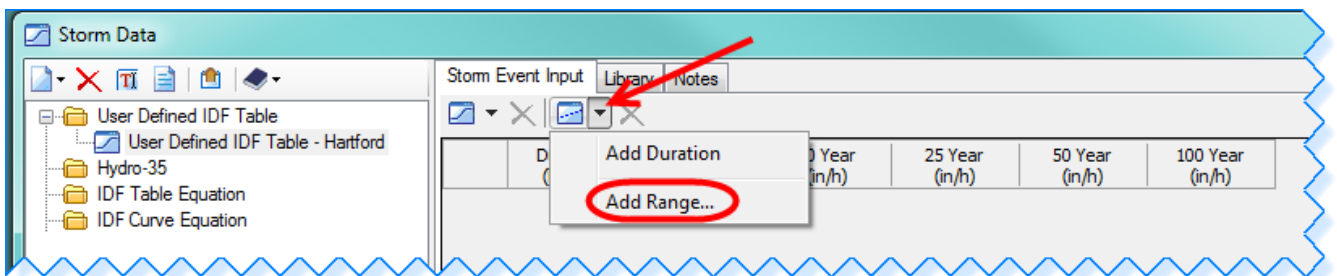 Storm Data
Storm Event Input Library Notes
User Defined IDF Table
User Defined IDF Table - Hartford
Hydro-35
IDF Table Equation
IDF Curve Equation
Add Duration
Add Range...
D
(
0 Year
(in/h)
25 Year
(in/h)
50 Year
(in/h)
100 Year
(in/h)